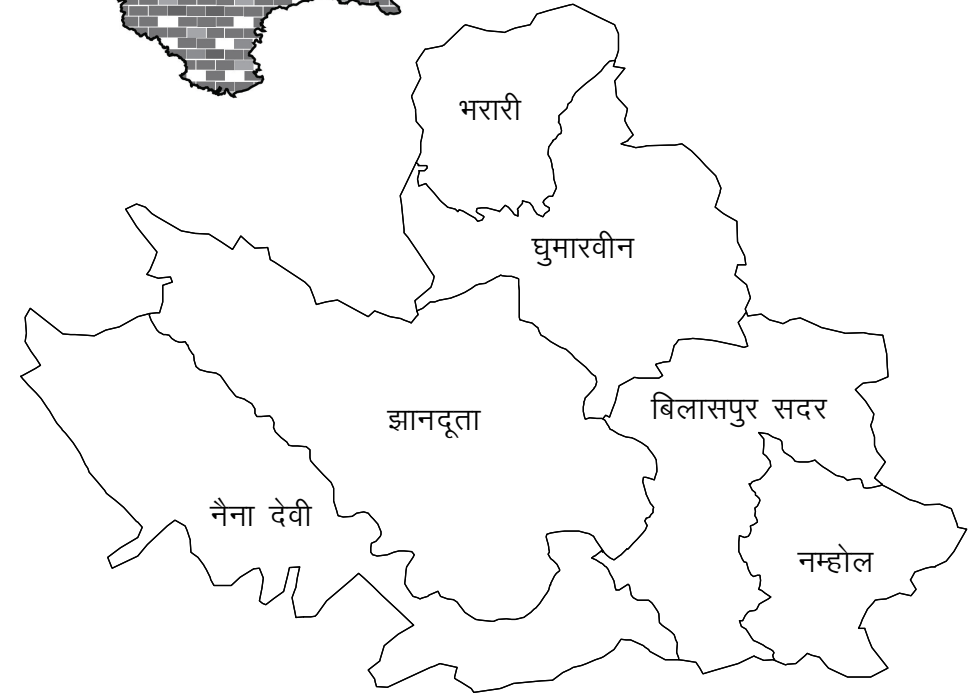 भरारी
घुमारवीन
बिलासपुर सदर
झानदूता
नैना देवी
नम्होल